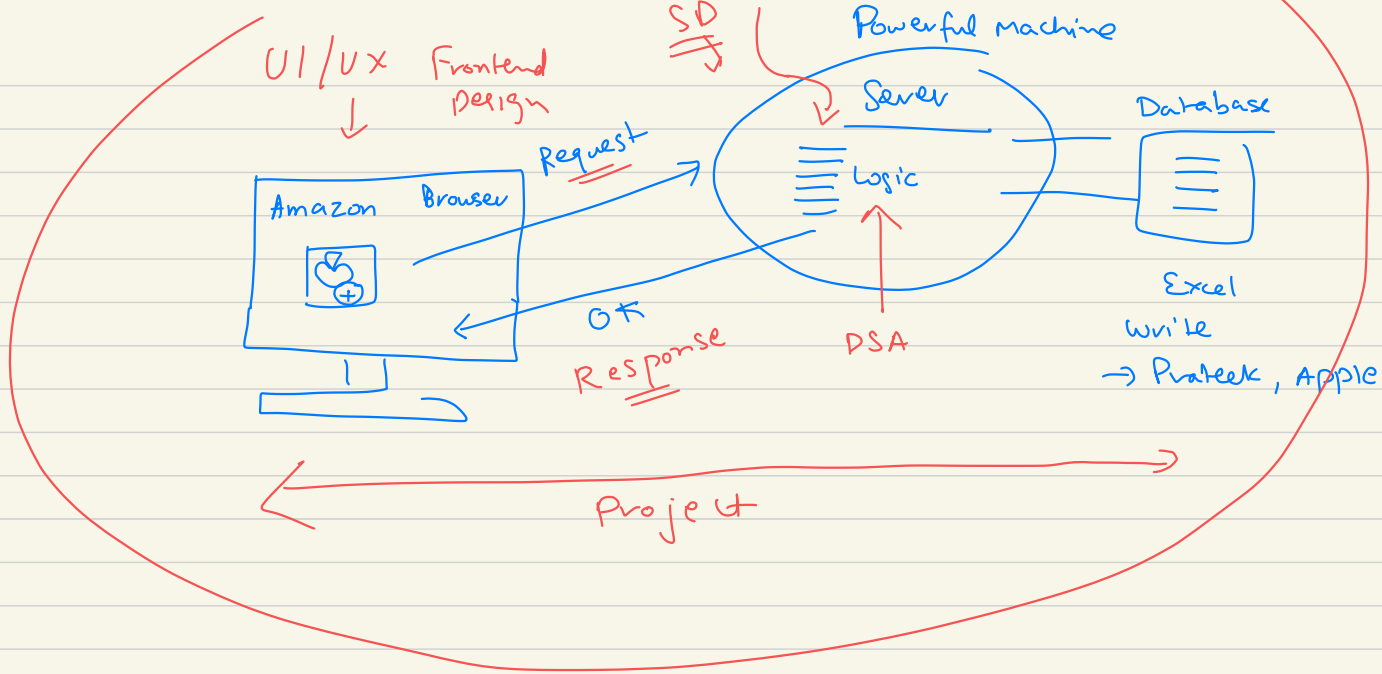 SD
Powerful machine
UI/UX Frontend
Design
Server
Database
Request
Logic
Amazon Browser
OK
Excel
Response
DSA
write
→ Prateek, Apple
Project